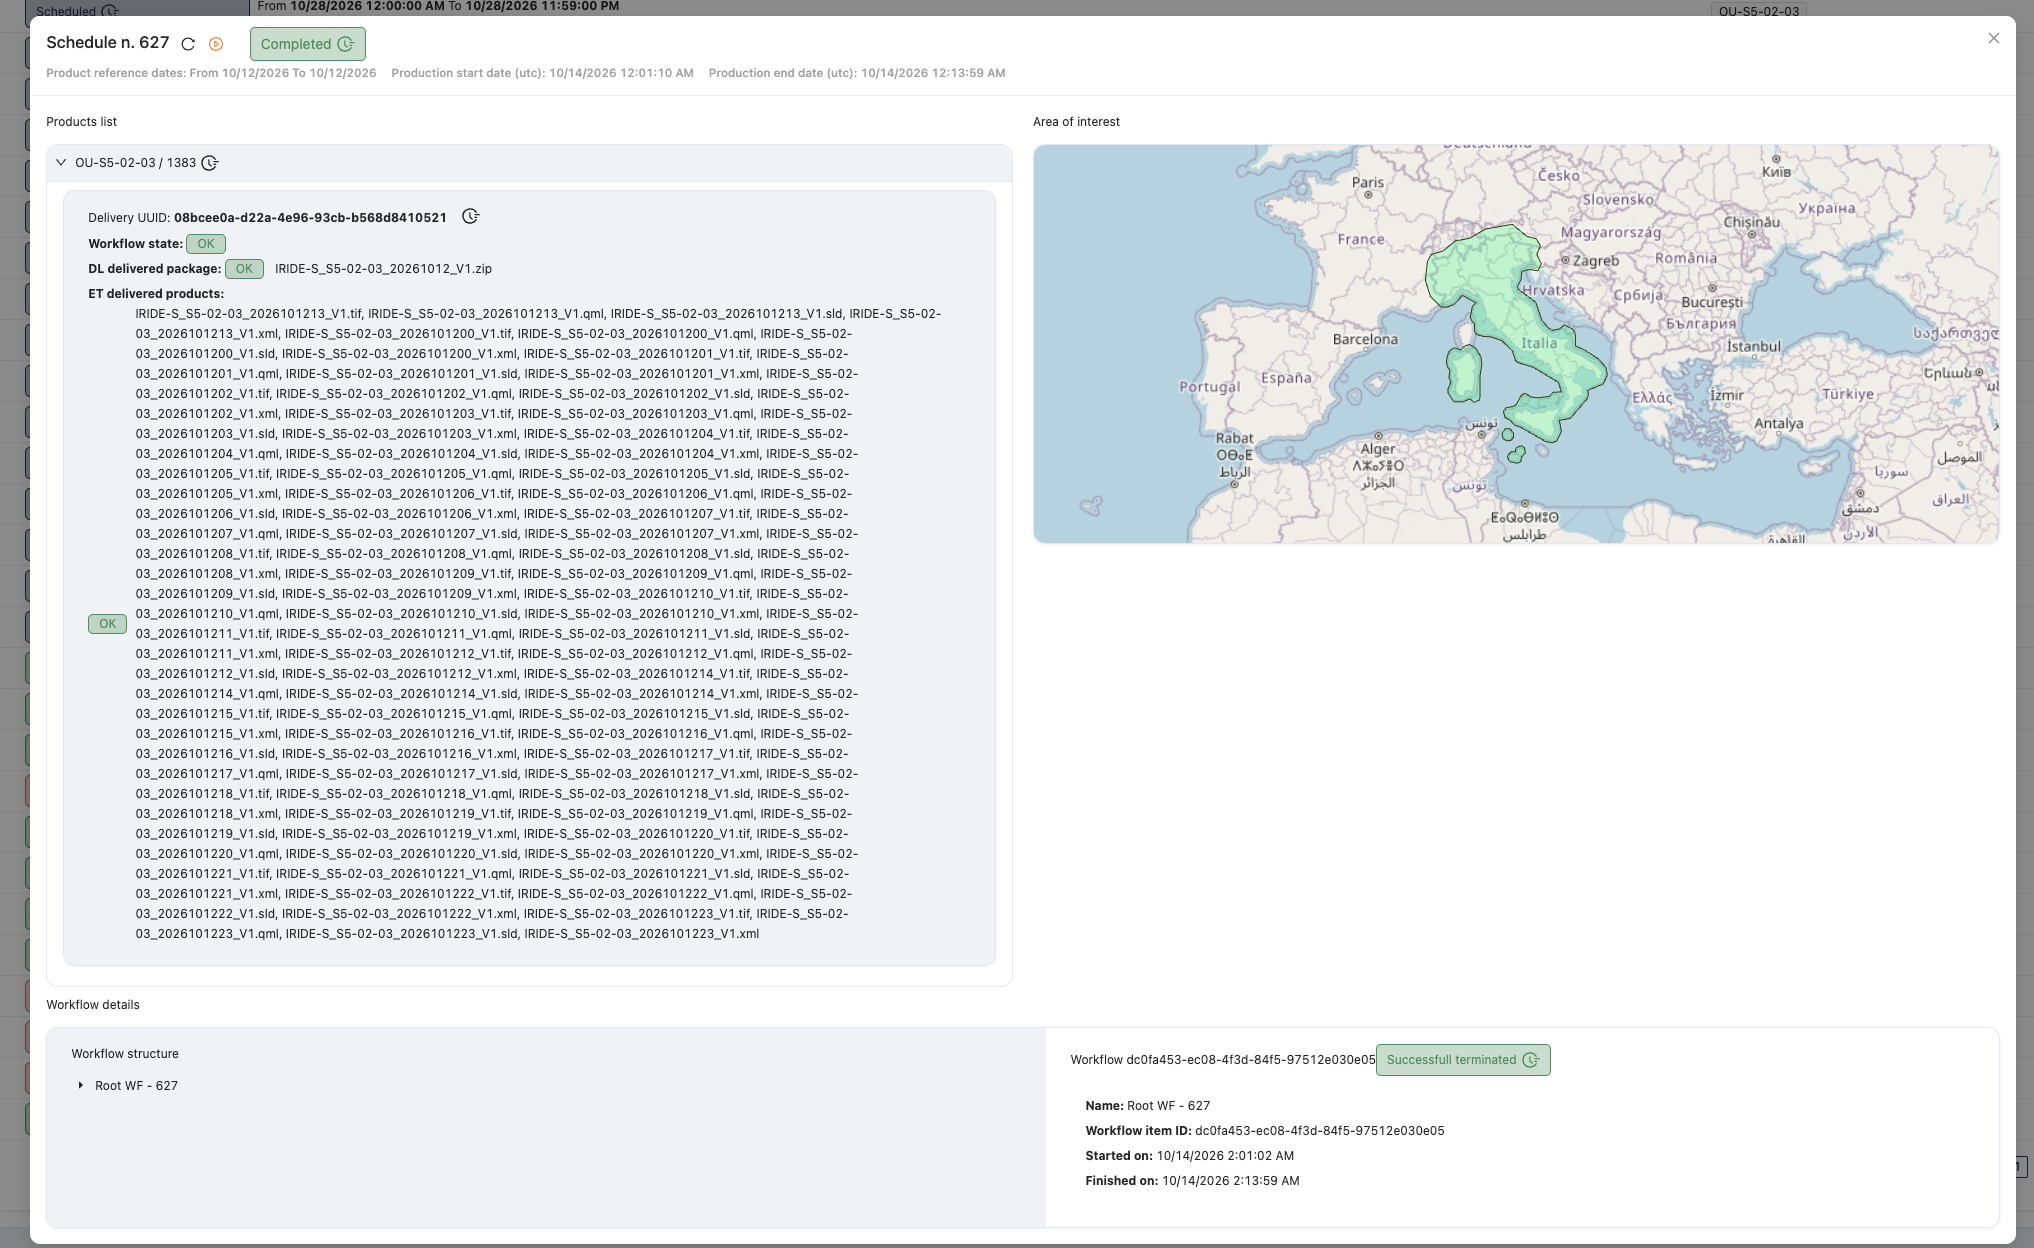 Scheduled
From 10/28/2026 12:00:00 AM To 10/28/2026 11:59:00 PM
OU-S5-02-03
Schedule n. 627
Completed
Product reference dates: From 10/12/2026 To 10/12/2026 Production start date (utc): 10/14/2026 12:01:10 AM Production end date (utc): 10/14/2026 12:13:59 AM
Products list
OU-S5-02-03 / 1383
Delivery UUID: 08bcee0a-d22a-4e96-93cb-b568d8410521
Workflow state: OK
DL delivered package: OK IRIDE-S_S5-02-03_20261012_V1.zip
ET delivered products:
IRIDE-S_S5-02-03_2026101213_V1.tif, IRIDE-S_S5-02-03_2026101213_V1.qml, IRIDE-S_S5-02-03_2026101213_V1.sld, IRIDE-S_S5-02-
03_2026101213_V1.xml, IRIDE-S_S5-02-03_2026101200_V1.tif, IRIDE-S_S5-02-03_2026101200_V1.qml, IRIDE-S_S5-02-
03_2026101200_V1.sld, IRIDE-S_S5-02-03_2026101200_V1.xml, IRIDE-S_S5-02-03_2026101201_V1.tif, IRIDE-S_S5-02-
03_2026101201_V1.qml, IRIDE-S_S5-02-03_2026101201_V1.sld, IRIDE-S_S5-02-03_2026101201_V1.xml, IRIDE-S_S5-02-
03_2026101202_V1.tif, IRIDE-S_S5-02-03_2026101202_V1.qml, IRIDE-S_S5-02-03_2026101202_V1.sld, IRIDE-S_S5-02-
03_2026101202_V1.xml, IRIDE-S_S5-02-03_2026101203_V1.tif, IRIDE-S_S5-02-03_2026101203_V1.qml, IRIDE-S_S5-02-
03_2026101203_V1.sld, IRIDE-S_S5-02-03_2026101203_V1.xml, IRIDE-S_S5-02-03_2026101204_V1.tif, IRIDE-S_S5-02-
03_2026101204_V1.qml, IRIDE-S_S5-02-03_2026101204_V1.sld, IRIDE-S_S5-02-03_2026101204_V1.xml, IRIDE-S_S5-02-
03_2026101205_V1.tif, IRIDE-S_S5-02-03_2026101205_V1.qml, IRIDE-S_S5-02-03_2026101205_V1.sld, IRIDE-S_S5-02-
03_2026101205_V1.xml, IRIDE-S_S5-02-03_2026101206_V1.tif, IRIDE-S_S5-02-03_2026101206_V1.qml, IRIDE-S_S5-02-
03_2026101206_V1.sld, IRIDE-S_S5-02-03_2026101206_V1.xml, IRIDE-S_S5-02-03_2026101207_V1.tif, IRIDE-S_S5-02-
03_2026101207_V1.qml, IRIDE-S_S5-02-03_2026101207_V1.sld, IRIDE-S_S5-02-03_2026101207_V1.xml, IRIDE-S_S5-02-
03_2026101208_V1.tif, IRIDE-S_S5-02-03_2026101208_V1.qml, IRIDE-S_S5-02-03_2026101208_V1.sld, IRIDE-S_S5-02-
03_2026101208_V1.xml, IRIDE-S_S5-02-03_2026101209_V1.tif, IRIDE-S_S5-02-03_2026101209_V1.qml, IRIDE-S_S5-02-
03_2026101209_V1.sld, IRIDE-S_S5-02-03_2026101209_V1.xml, IRIDE-S_S5-02-03_2026101210_V1.tif, IRIDE-S_S5-02-
03_2026101210_V1.qml, IRIDE-S_S5-02-03_2026101210_V1.sld, IRIDE-S_S5-02-03_2026101210_V1.xml, IRIDE-S_S5-02-
OK
03_2026101211_V1.tif, IRIDE-S_S5-02-03_2026101211_V1.qml, IRIDE-S_S5-02-03_2026101211_V1.sld, IRIDE-S_S5-02-
03_2026101211_V1.xml, IRIDE-S_S5-02-03_2026101212_V1.tif, IRIDE-S_S5-02-03_2026101212_V1.qml, IRIDE-S_S5-02-
03_2026101212_V1.sld, IRIDE-S_S5-02-03_2026101212_V1.xml, IRIDE-S_S5-02-03_2026101214_V1.tif, IRIDE-S_S5-02-
03_2026101214_V1.qml, IRIDE-S_S5-02-03_2026101214_V1.sld, IRIDE-S_S5-02-03_2026101214_V1.xml, IRIDE-S_S5-02-
03_2026101215_V1.tif, IRIDE-S_S5-02-03_2026101215_V1.qml, IRIDE-S_S5-02-03_2026101215_V1.sld, IRIDE-S_S5-02-
03_2026101215_V1.xml, IRIDE-S_S5-02-03_2026101216_V1.tif, IRIDE-S_S5-02-03_2026101216_V1.qml, IRIDE-S_S5-02-
03_2026101216_V1.sld, IRIDE-S_S5-02-03_2026101216_V1.xml, IRIDE-S_S5-02-03_2026101217_V1.tif, IRIDE-S_S5-02-
03_2026101217_V1.qml, IRIDE-S_S5-02-03_2026101217_V1.sld, IRIDE-S_S5-02-03_2026101217_V1.xml, IRIDE-S_S5-02-
03_2026101218_V1.tif, IRIDE-S_S5-02-03_2026101218_V1.qml, IRIDE-S_S5-02-03_2026101218_V1.sld, IRIDE-S_S5-02-
03_2026101218_V1.xml, IRIDE-S_S5-02-03_2026101219_V1.tif, IRIDE-S_S5-02-03_2026101219_V1.qml, IRIDE-S_S5-02-
03_2026101219_V1.sld, IRIDE-S_S5-02-03_2026101219_V1.xml, IRIDE-S_S5-02-03_2026101220_V1.tif, IRIDE-S_S5-02-
03_2026101220_V1.qml, IRIDE-S_S5-02-03_2026101220_V1.sld, IRIDE-S_S5-02-03_2026101220_V1.xml, IRIDE-S_S5-02-
03_2026101221_V1.tif, IRIDE-S_S5-02-03_2026101221_V1.qml, IRIDE-S_S5-02-03_2026101221_V1.sld, IRIDE-S_S5-02-
03_2026101221_V1.xml, IRIDE-S_S5-02-03_2026101222_V1.tif, IRIDE-S_S5-02-03_2026101222_V1.qml, IRIDE-S_S5-02-
03_2026101222_V1.sld, IRIDE-S_S5-02-03_2026101222_V1.xml, IRIDE-S_S5-02-03_2026101223_V1.tif, IRIDE-S_S5-02-
03_2026101223_V1.qml, IRIDE-S_S5-02-03_2026101223_V1.sld, IRIDE-S_S5-02-03_2026101223_V1.xml
Area of interest
Deutschland
Česko
Київ
Paris
Slovensko
Україна
Chișinău
Magyarország
France
Zagreb
România
Hrvatska
Србија
București
България
Barcelona
Italia
İstanbul
Portugal
España
Ελλάς
İzmir
Türkiye
Antalya
تونس
Rabat
ⵔⴱⴰⵟ
الرباط
Alger
الجزائر
تونس
سوريا
الموصل
العراق
دمشق
طرابلس
القاهرة
الأردن
Workflow details
Workflow structure
Root WF - 627
Workflow dc0fa453-ec08-4f3d-84f5-97512e030e05 Successfull terminated
Name: Root WF - 627
Workflow item ID: dc0fa453-ec08-4f3d-84f5-97512e030e05
Started on: 10/14/2026 2:01:02 AM
Finished on: 10/14/2026 2:13:59 AM